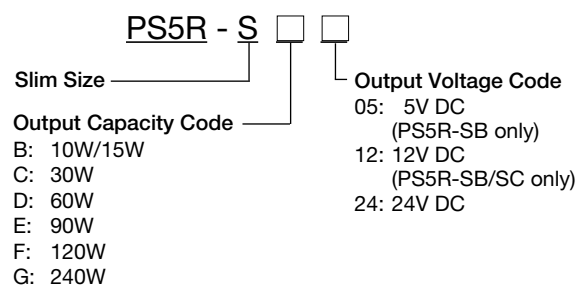 PS5R - S □ □
Slim Size
Output Capacity Code
B: 10W/15W
C: 30W
D: 60W
E: 90W
F: 120W
G: 240W
Output Voltage Code
05: 5V DC
(PS5R-SB only)
12: 12V DC
(PS5R-SB/SC only)
24: 24V DC